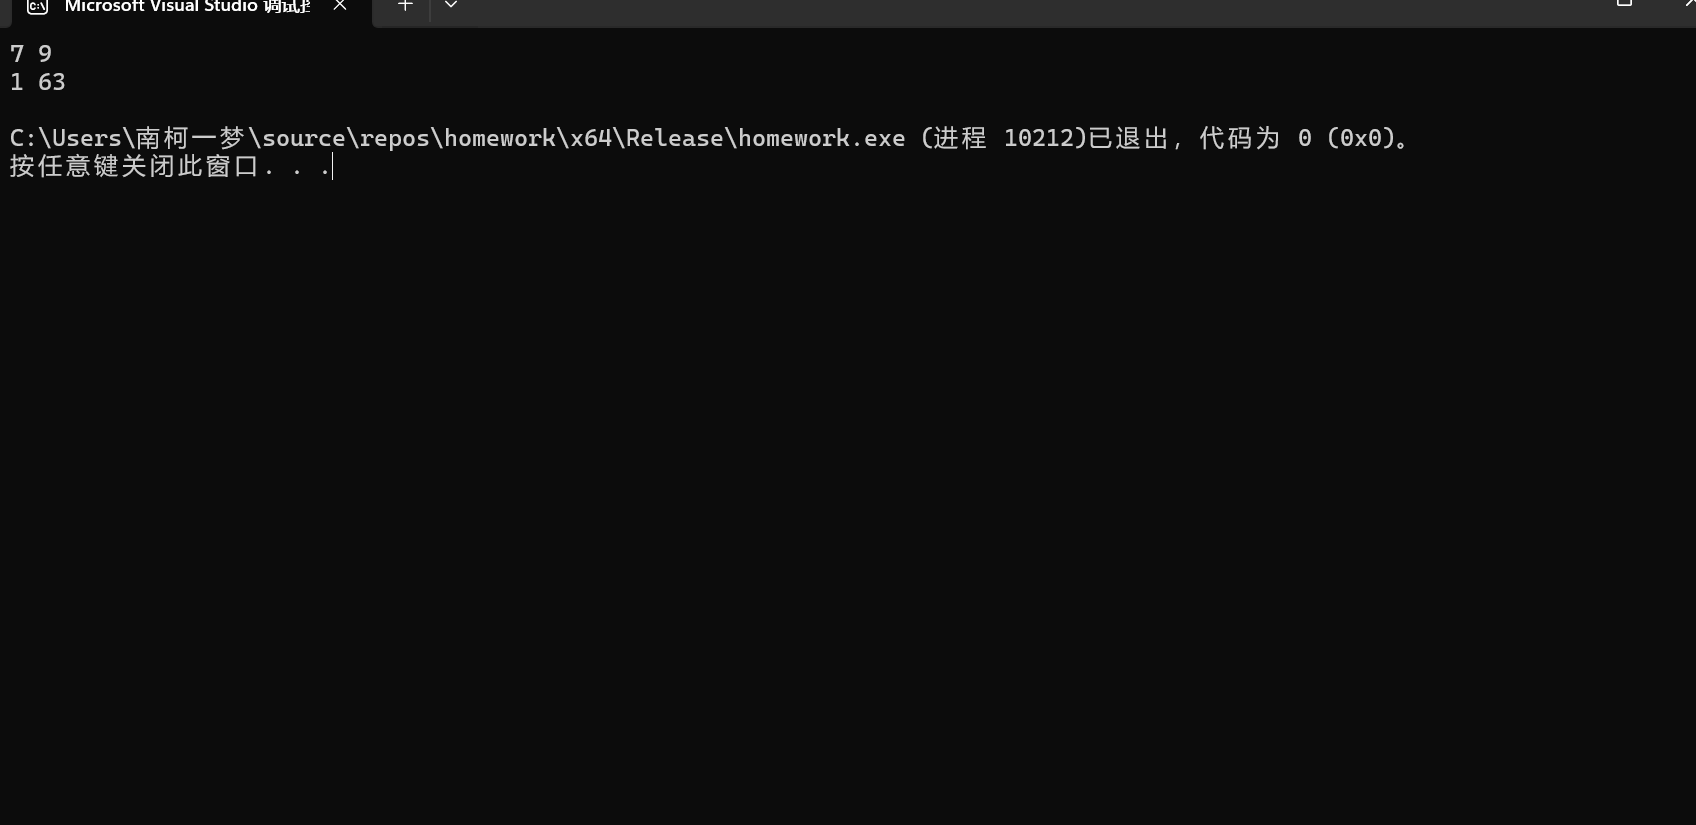 Microsoft Visual Studio 调试
7 9
1 63
C:\Users\南柯一梦\source\repos\homework\x64\Release\homework.exe (进程 10212)已退出，代码为 0 (0x0)。
按任意键关闭此窗口. . .